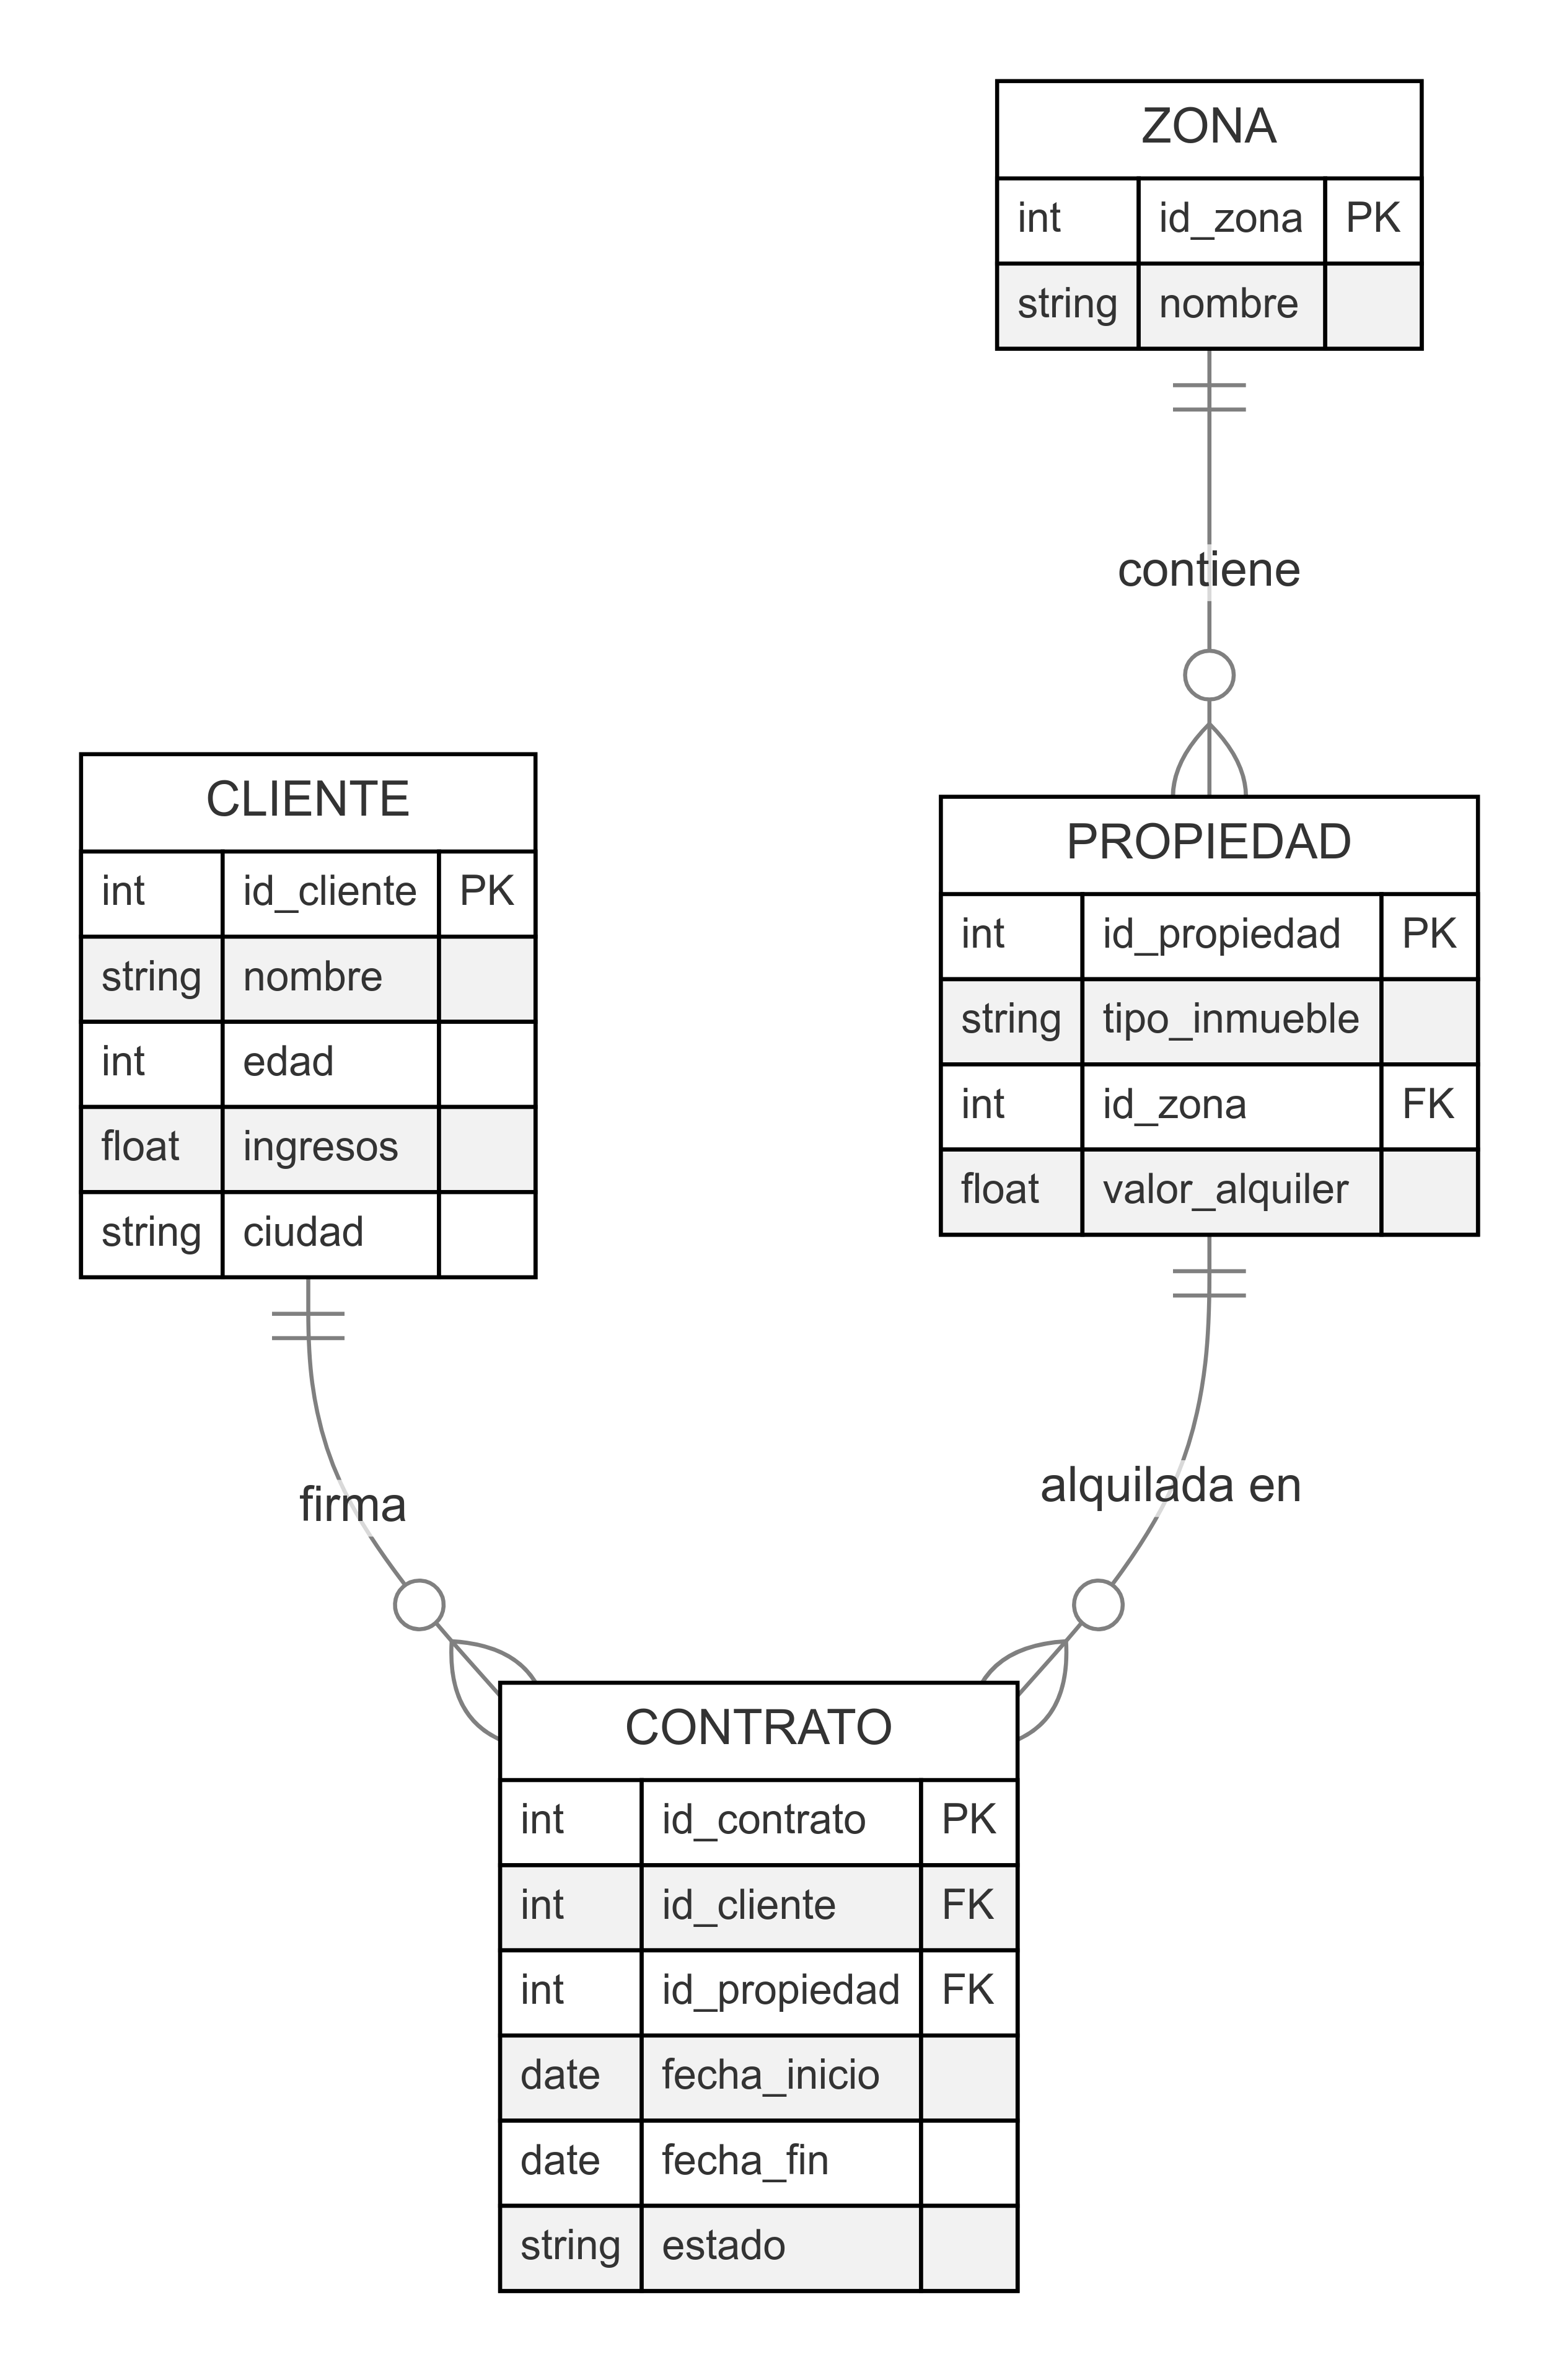 ZONA
int id_zona PK
string nombre
contiene
CLIENTE
int id_cliente PK
string nombre
int edad
float ingresos
string ciudad
PROPIEDAD
int id_propiedad PK
string tipo_inmueble
int id_zona FK
float valor_alquiler
firma
alquilada en
CONTRATO
int id_contrato PK
int id_cliente FK
int id_propiedad FK
date fecha_inicio
date fecha_fin
string estado